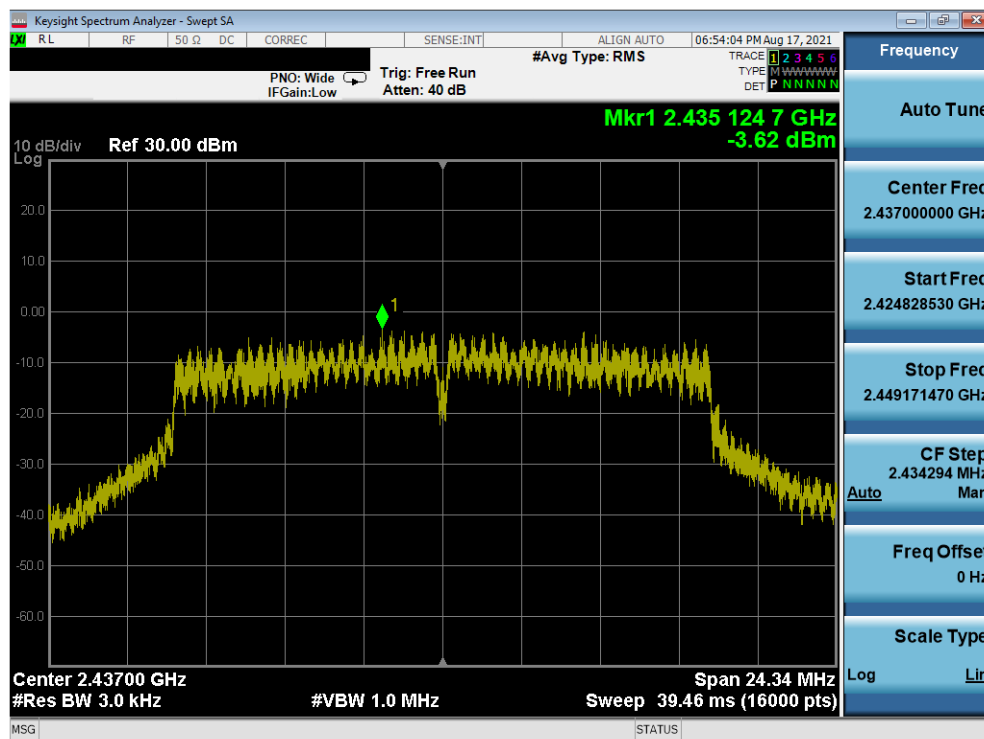 Keysight Spectrum Analyzer - Swept SA
LXI RL RF 50 Ω DC CORREC SENSE:INT ALIGN AUTO 06:54:04 PM Aug 17, 2021
#Avg Type: RMS
PNO: Wide
IFGain:Low
Trig: Free Run
Atten: 40 dB
TRACE 1 2 3 4 5 6
TYPE M WWWWW
DET P N N N N N
Mkr1 2.435 124 7 GHz
-3.62 dBm
10 dB/div Ref 30.00 dBm
Log
20.0
10.0
0.00
-10.0
-20.0
-30.0
-40.0
-50.0
-60.0
1
Center 2.43700 GHz Span 24.34 MHz
#Res BW 3.0 kHz #VBW 1.0 MHz Sweep 39.46 ms (16000 pts)
MSG STATUS
Frequency
Auto Tune
Center Freq
2.437000000 GHz
Start Freq
2.424828530 GHz
Stop Freq
2.449171470 GHz
CF Step
2.434294 MHz
Auto Man
Freq Offset
0 Hz
Scale Type
Log Lin